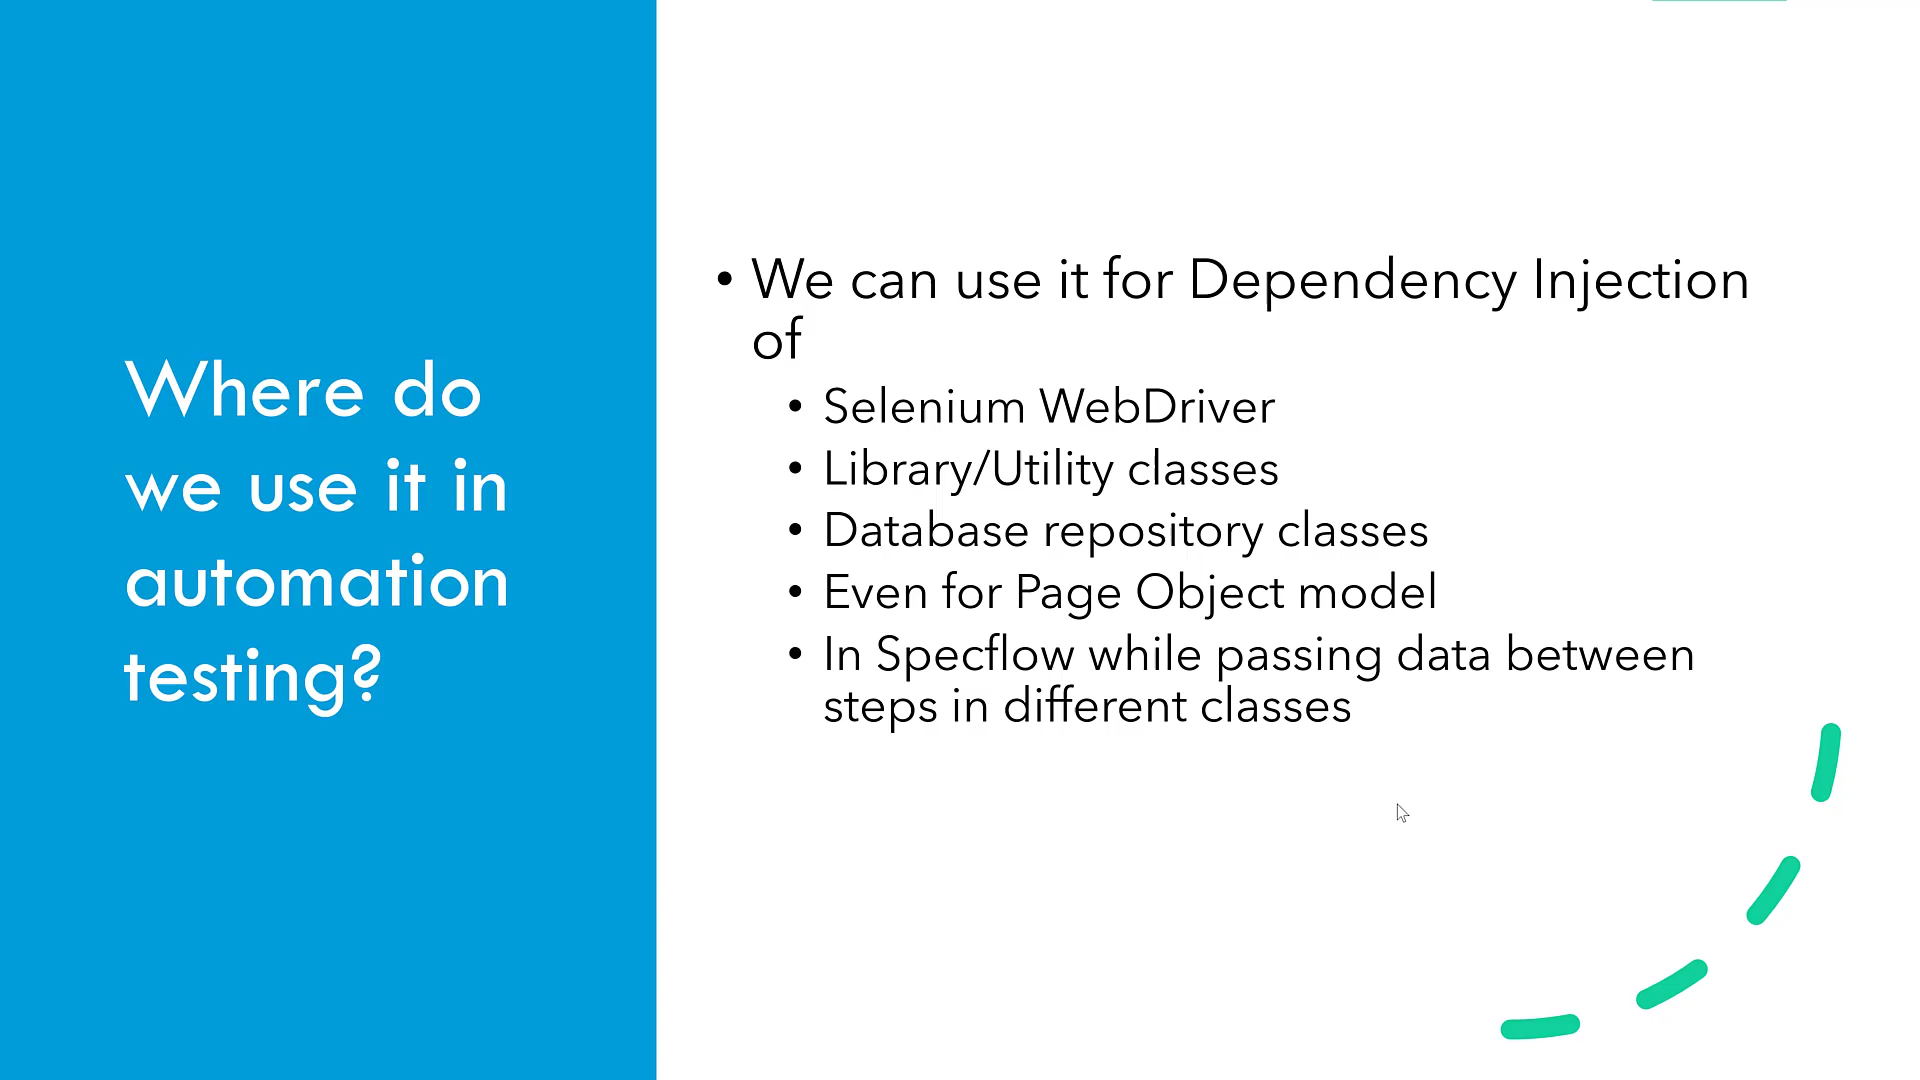 Where do
we use it in
automation
testing?
• We can use it for Dependency Injection
of
• Selenium WebDriver
• Library/Utility classes
• Database repository classes
• Even for Page Object model
• In Specflow while passing data between
steps in different classes